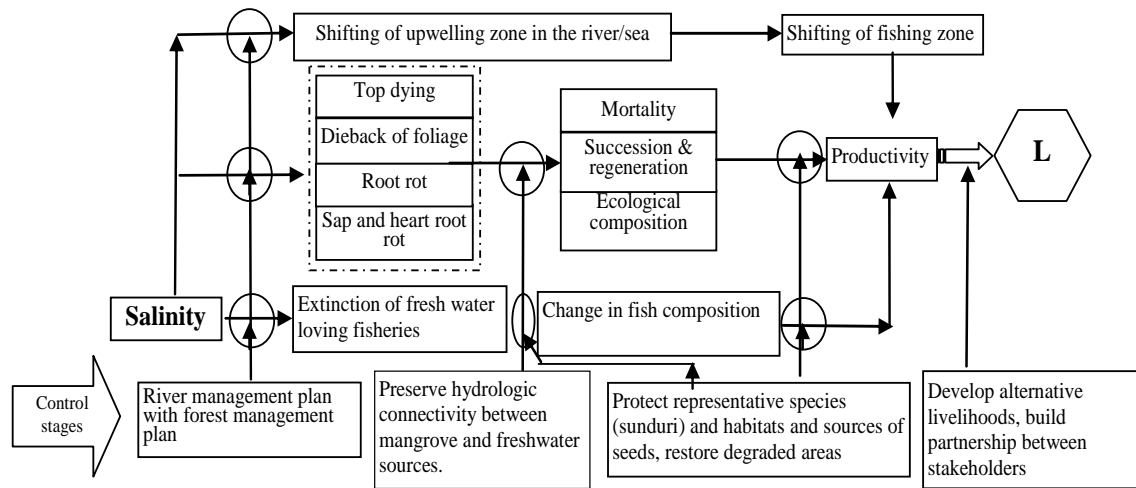 Shifting of upwelling zone in the river/sea
Shifting of fishing zone
Top dying
Dieback of foliage
Root rot
Sap and heart root
rot
Mortality
Succession &
regeneration
Ecological
composition
Productivity
L
Salinity
Extinction of fresh water
loving fisheries
Change in fish composition
Control
stages
River management plan
with forest management
plan
Preserve hydrologic
connectivity between
mangrove and freshwater
sources.
Protect representative species
(sunduri) and habitats and sources of
seeds, restore degraded areas
Develop alternative
livelihoods, build
partnership between
stakeholders